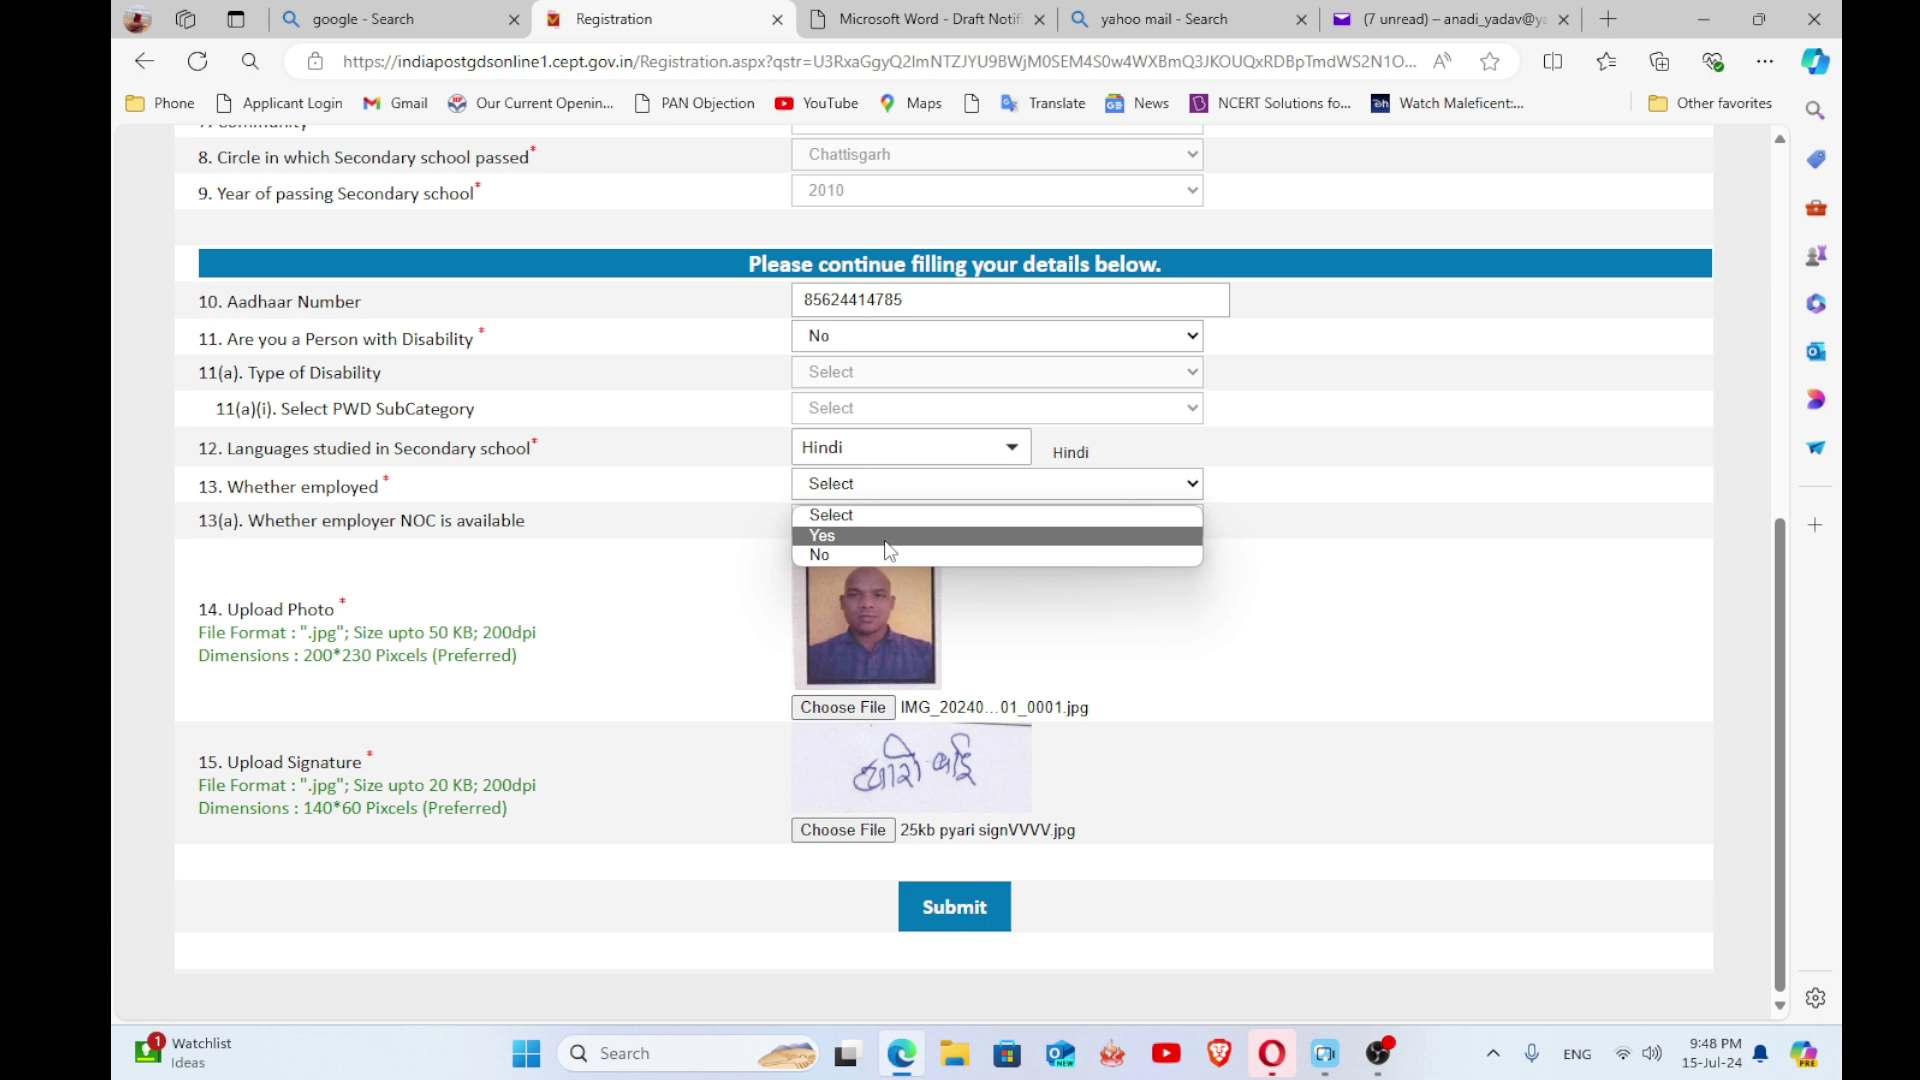 google - Search
Registration
Microsoft Word - Draft Notifi
yahoo mail - Search
(7 unread) – anadi_yadav@y
https://indiapostgdsonline1.cept.gov.in/Registration.aspx?qstr=U3RxaGgyQ2lmNTZJYU9BWjM0SEM4S0w4WXBmQ3JKOUQxRDBpTmdWS2N1O...
Phone
Applicant Login
Gmail
Our Current Openin...
PAN Objection
YouTube
Maps
Translate
News
NCERT Solutions fo...
Watch Maleficent:...
Other favorites
7. Community
8. Circle in which Secondary school passed*
Chattisgarh
9. Year of passing Secondary school*
2010
Please continue filling your details below.
10. Aadhaar Number
85624414785
11. Are you a Person with Disability *
No
11(a). Type of Disability
Select
11(a)(i). Select PWD SubCategory
Select
12. Languages studied in Secondary school*
Hindi
Hindi
13. Whether employed *
Select
Select
Yes
No
13(a). Whether employer NOC is available
14. Upload Photo *
File Format : ".jpg"; Size upto 50 KB; 200dpi
Dimensions : 200*230 Pixcels (Preferred)
Choose File IMG_20240...01_0001.jpg
15. Upload Signature *
File Format : ".jpg"; Size upto 20 KB; 200dpi
Dimensions : 140*60 Pixcels (Preferred)
Choose File 25kb pyari signVVVV.jpg
Submit
1
Watchlist
Ideas
Search
NEW
ENG
9:48 PM
15-Jul-24
PRE